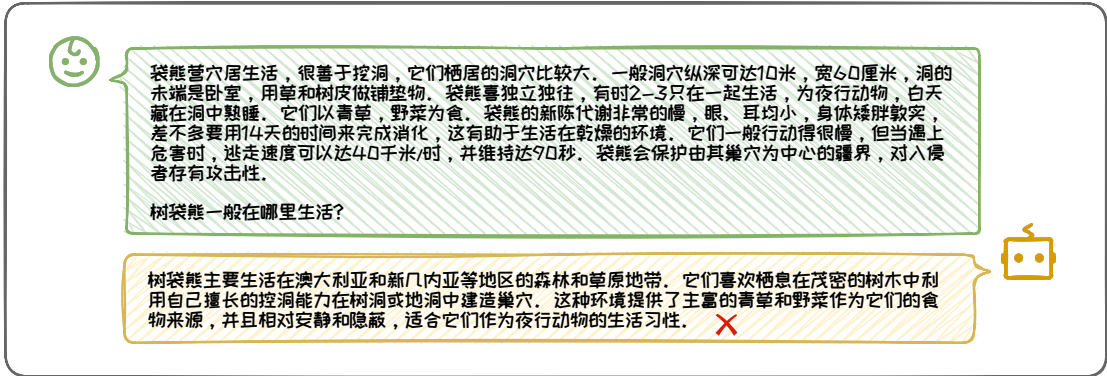 袋熊营穴居生活，很善于挖洞，它们栖居的洞穴比较大．一般洞穴纵深可达10米，宽60厘米，洞的
末端是卧室，用草和树皮做铺垫物．袋熊喜独立独往，有时2-3只在一起生活，为夜行动物，白天
藏在洞中熟睡．它们以青草，野菜为食．袋熊的新陈代谢非常的慢，眼、耳均小，身体矮胖敦实，
差不多要用14天的时间来完成消化，这有助于生活在乾燥的环境．它们一般行动得很慢，但当遇上
危害时，逃走速度可以达40千米/时，并维持达90秒．袋熊会保护由其巢穴为中心的疆界，对入侵
者存有攻击性．
树袋熊一般在哪里生活?
树袋熊主要生活在澳大利亚和新几内亚等地区的森林和草原地带．它们喜欢栖息在茂密的树木中利
用自己擅长的挖洞能力在树洞或地洞中建造巢穴．这种环境提供了丰富的青草和野菜作为它们的食
物来源，并且相对安静和隐蔽，适合它们作为夜行动物的生活习性．